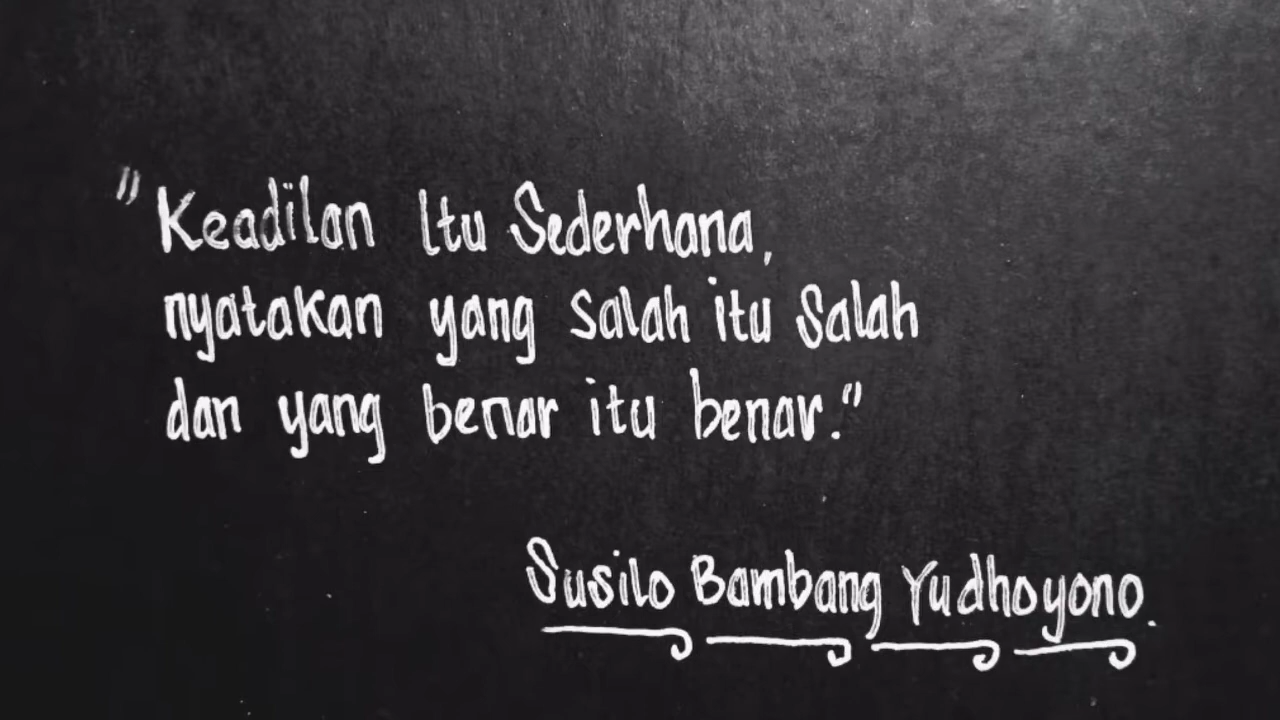 "Keadilan Itu Sederhana,
nyatakan yang salah itu Salah
dan yang benar itu benar."
Susilo Bambang Yudhoyono.